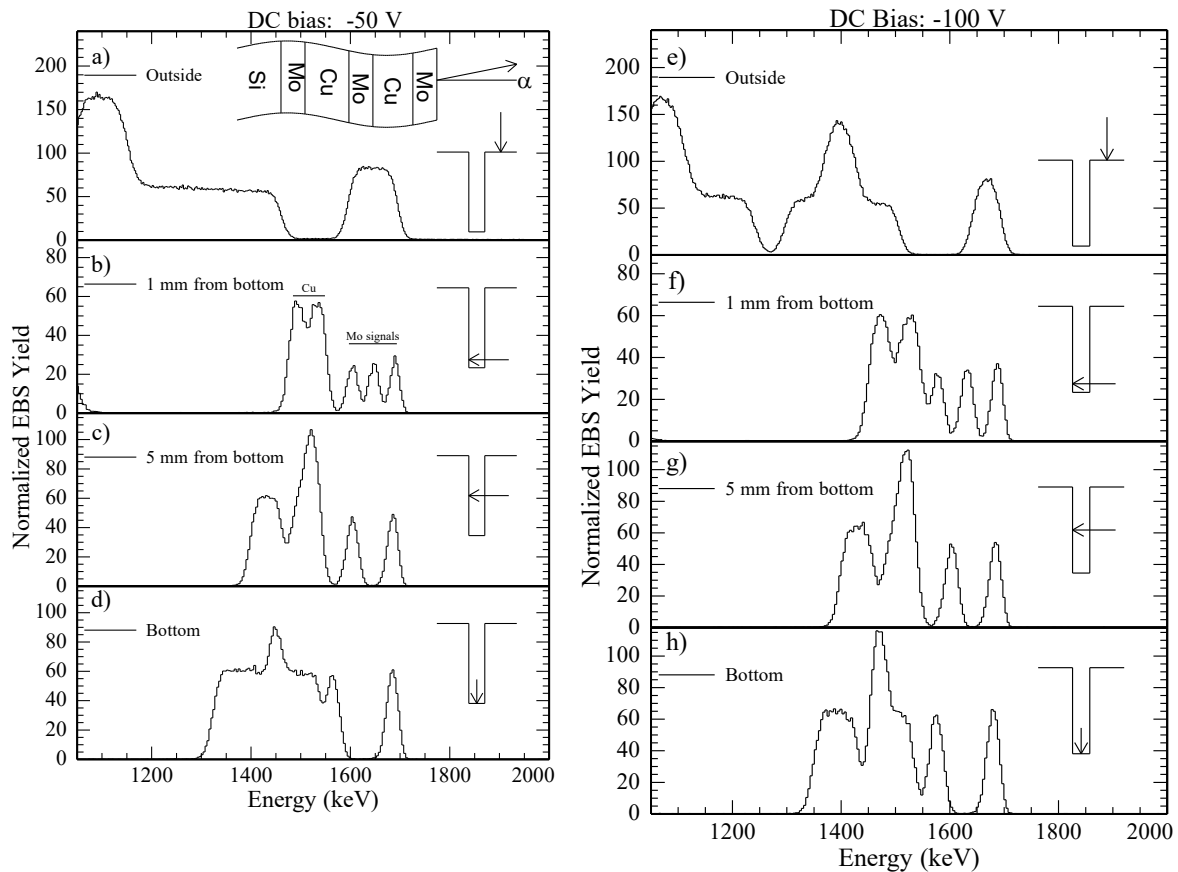 DC bias: -50 V
a)
Outside
Si
Mo
Cu
Mo
Cu
Mo
α
200
150
100
50
0
b)
1 mm from bottom
Cu
Mo signals
80
60
40
20
0
c)
5 mm from bottom
100
80
60
40
20
0
d)
Bottom
100
80
60
40
20
0
Normalized EBS Yield
1200 1400 1600 1800 2000
Energy (keV)
DC Bias: -100 V
e)
Outside
200
150
100
50
0
f)
1 mm from bottom
80
60
40
20
0
g)
5 mm from bottom
100
80
60
40
20
0
h)
Bottom
100
80
60
40
20
0
Normalized EBS Yield
1200 1400 1600 1800 2000
Energy (keV)